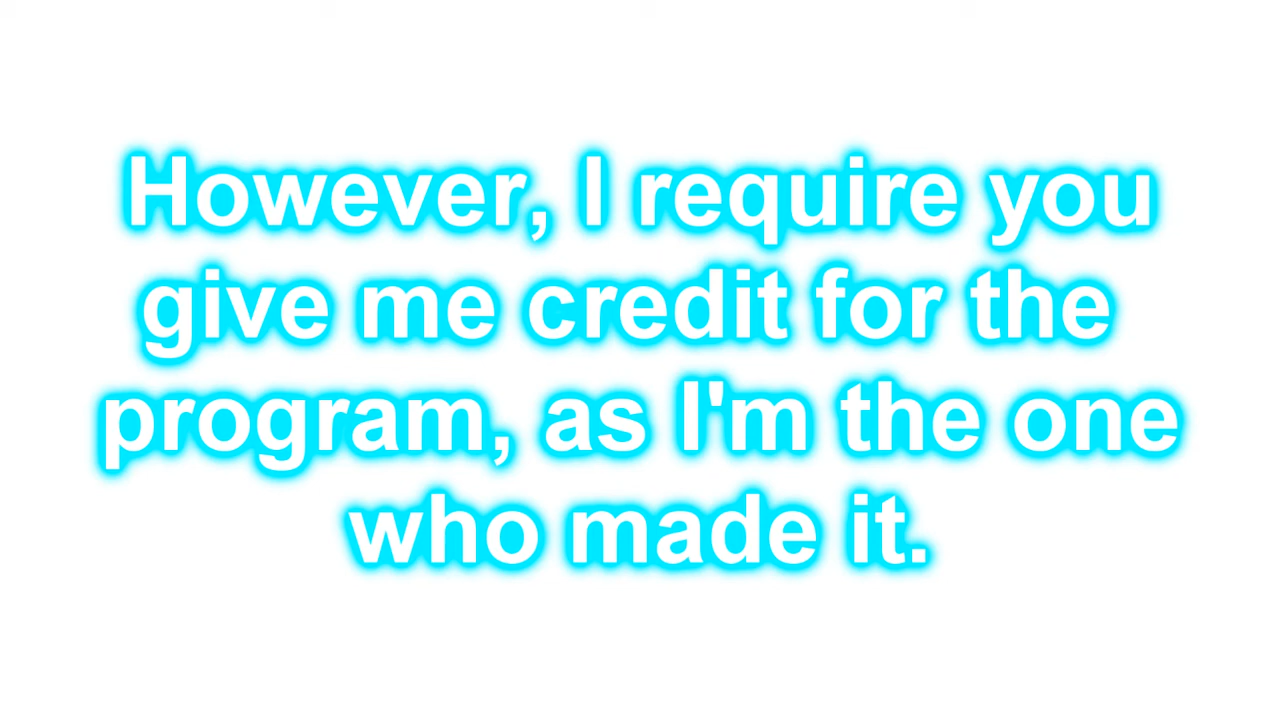 However, I require you
give me credit for the
program, as I'm the one
who made it.